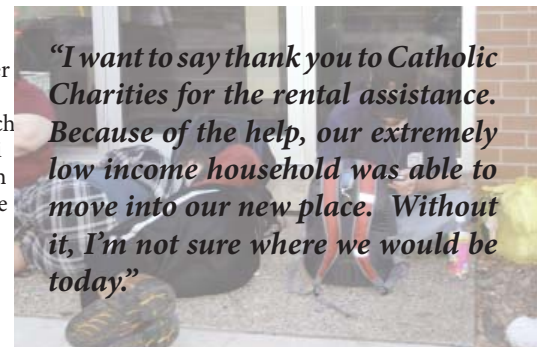 er
ch
n
e
“I want to say thank you to Catholic
Charities for the rental assistance.
Because of the help, our extremely
low income household was able to
move into our new place.  Without
it, I’m not sure where we would be
today.”